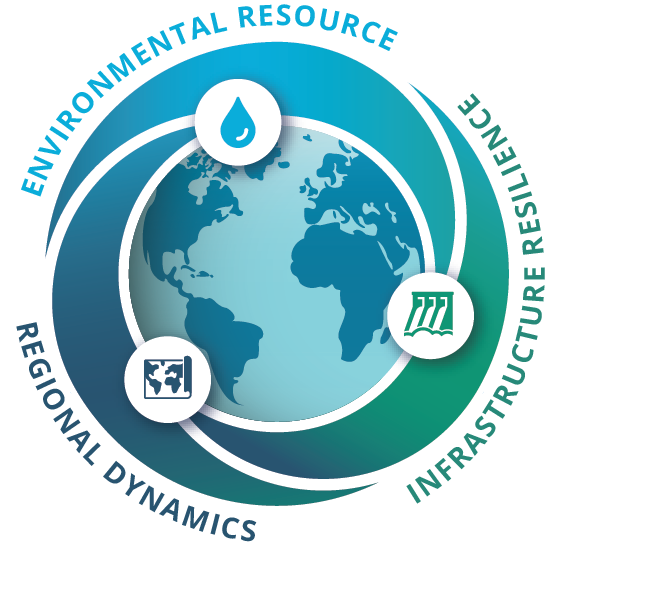 ENVIRONMENTAL RESOURCE
INFRASTRUCTURE RESILIENCE
REGIONAL DYNAMICS